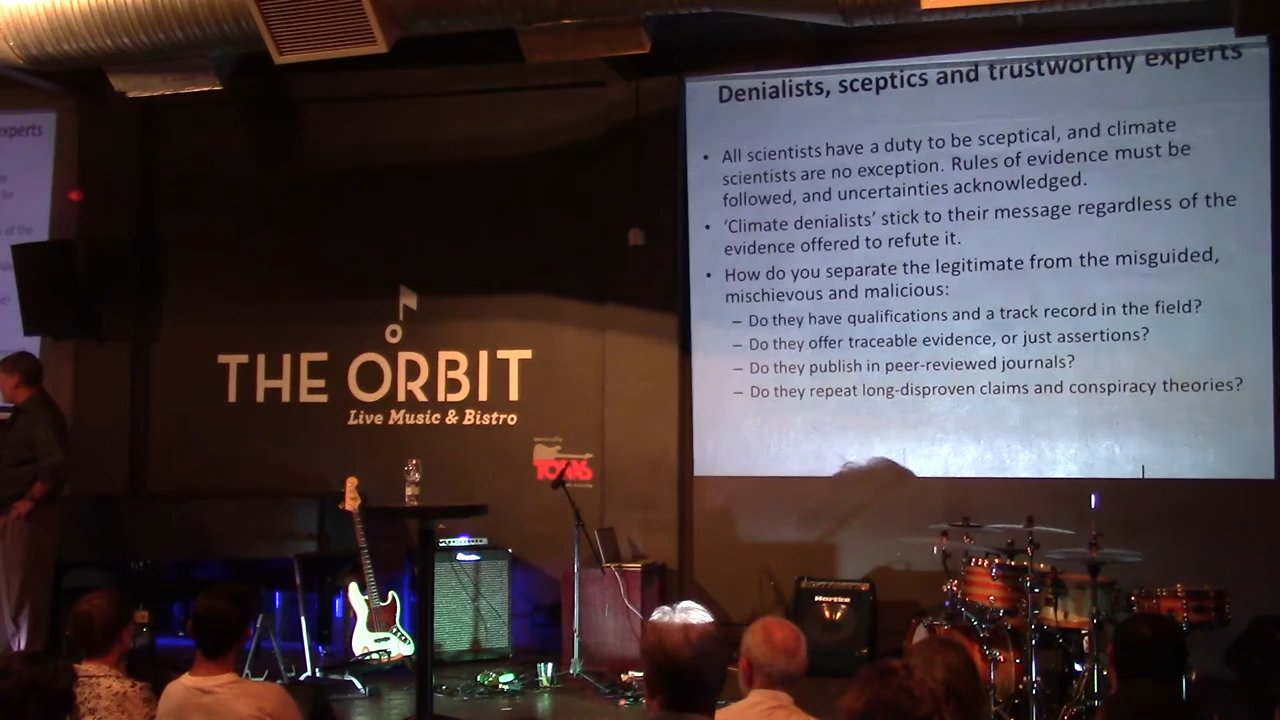 Denialists, sceptics and trustworthy experts
• All scientists have a duty to be sceptical, and climate
scientists are no exception. Rules of evidence must be
followed, and uncertainties acknowledged.
• ‘Climate denialists’ stick to their message regardless of the
evidence offered to refute it.
• How do you separate the legitimate from the misguided,
mischievous and malicious:
– Do they have qualifications and a track record in the field?
– Do they offer traceable evidence, or just assertions?
– Do they publish in peer-reviewed journals?
– Do they repeat long-disproven claims and conspiracy theories?
experts
be
of the
THE ORBIT
Live Music & Bistro
Hartke